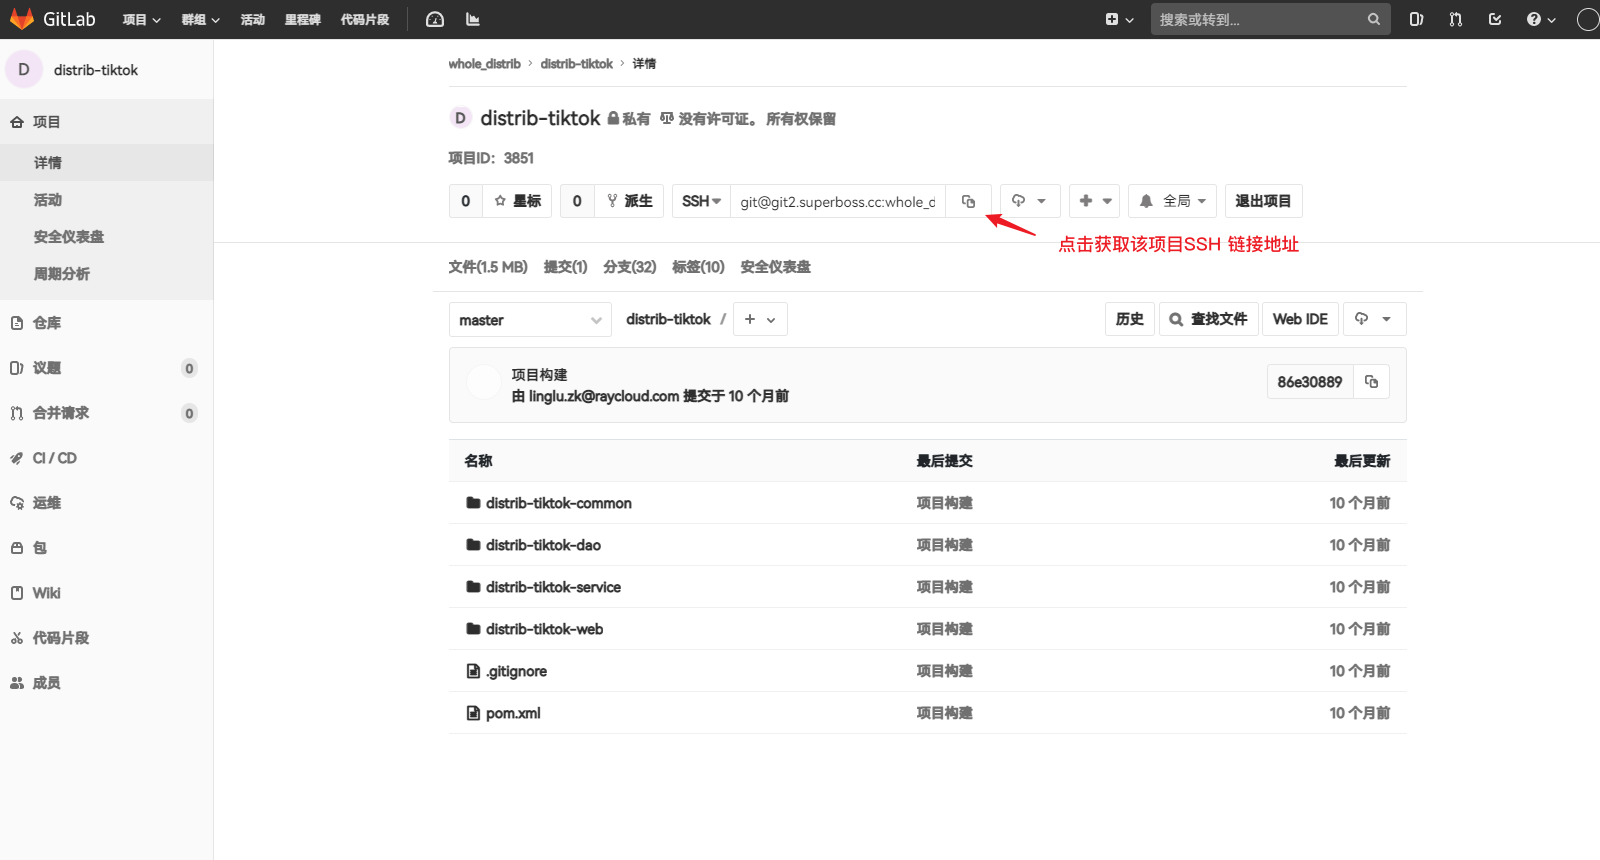 GitLab 项目 群组 活动 里程碑 代码片段 搜索或转到...
D distrib-tiktok
项目
详情
活动
安全仪表盘
周期分析
仓库
议题 0
合并请求 0
CI / CD
运维
包
Wiki
代码片段
成员
whole_distrib › distrib-tiktok › 详情
D distrib-tiktok 私有 没有许可证。所有权保留
项目ID: 3851
0 星标 0 派生 SSH git@git2.superboss.cc:whole_d 全局 退出项目
点击获取该项目SSH 链接地址
文件(1.5 MB) 提交(1) 分支(32) 标签(10) 安全仪表盘
master distrib-tiktok / + 历史 查找文件 Web IDE
项目构建
由 linglu.zk@raycloud.com 提交于 10 个月前
86e30889
名称 最后提交 最后更新
distrib-tiktok-common 项目构建 10 个月前
distrib-tiktok-dao 项目构建 10 个月前
distrib-tiktok-service 项目构建 10 个月前
distrib-tiktok-web 项目构建 10 个月前
.gitignore 项目构建 10 个月前
pom.xml 项目构建 10 个月前